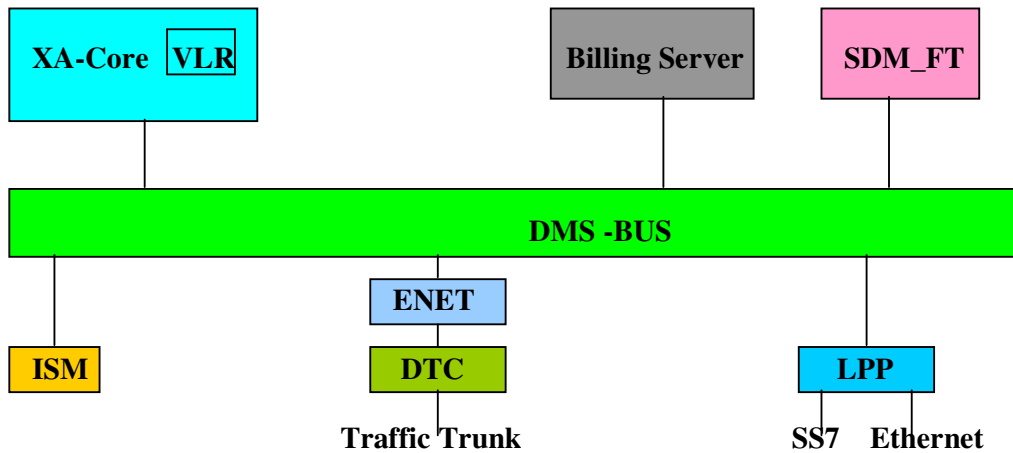 XA-Core VLR
Billing Server
SDM_FT
DMS -BUS
ENET
ISM
DTC
LPP
Traffic Trunk
SS7
Ethernet